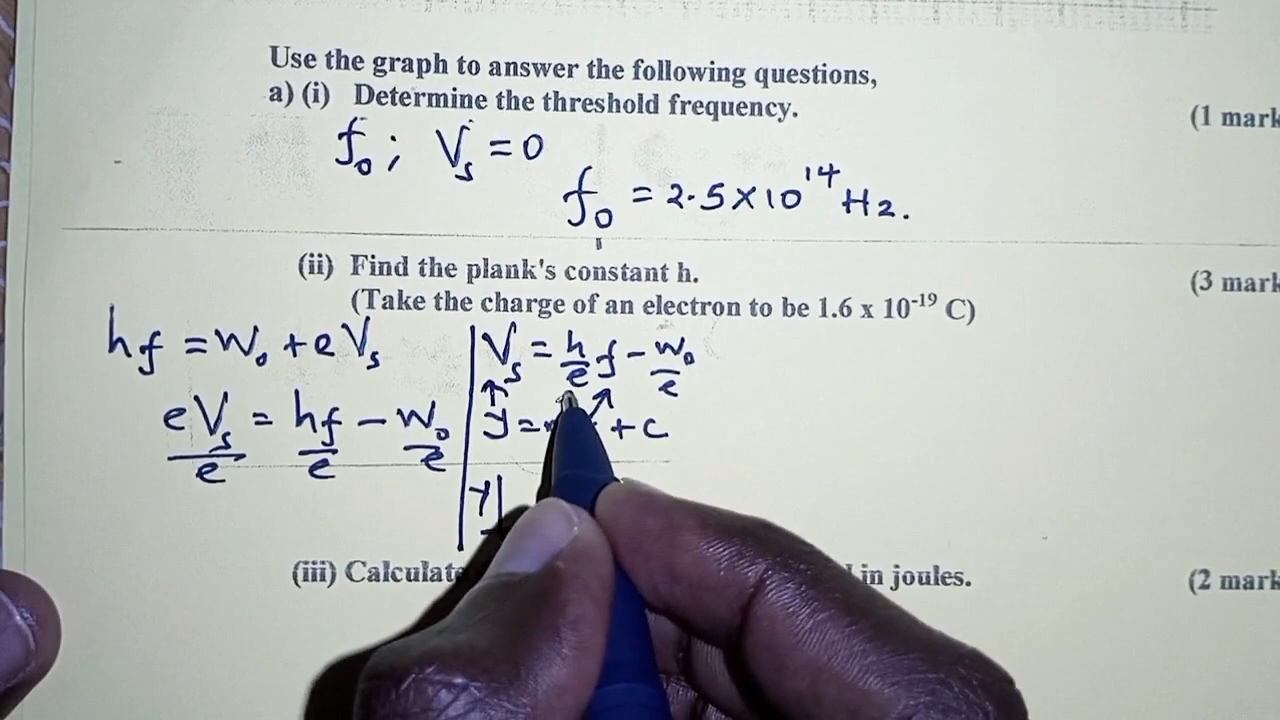 Use the graph to answer the following questions,
a) (i) Determine the threshold frequency. (1 mark
f₀ ; Vₛ = 0
f₀ = 2.5 × 10¹⁴ Hz.
(ii) Find the plank's constant h. (3 mark
(Take the charge of an electron to be 1.6 x 10⁻¹⁹ C)
hf = W₀ + eVₛ
eVₛ/e = hf/e − W₀/e
Vₛ = h/e f − W₀/e
y = + c
(iii) Calculate in joules. (2 mark